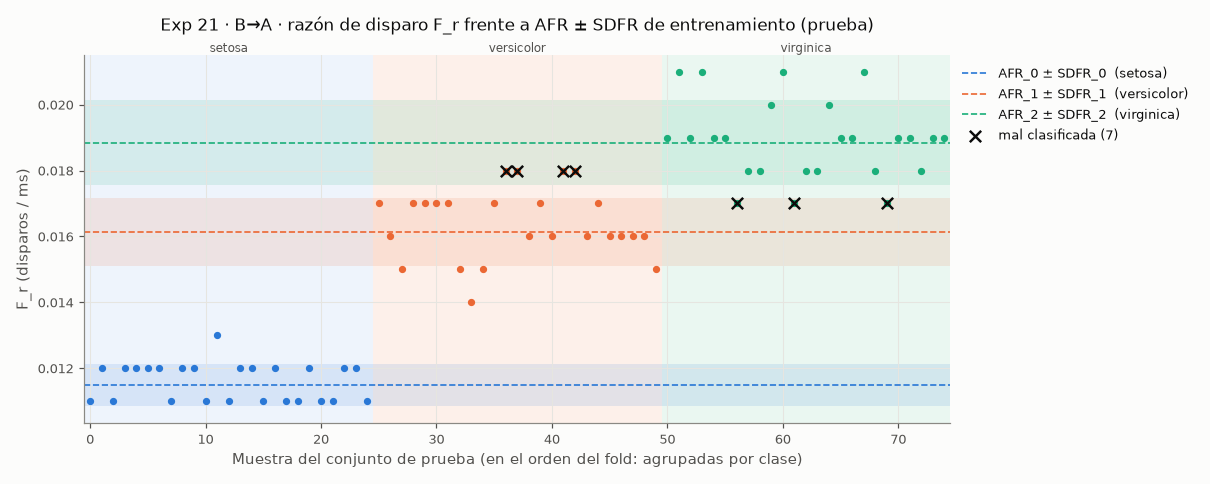 Exp 21 · B→A · razón de disparo F_r frente a AFR ± SDFR de entrenamiento (prueba)
setosa
versicolor
virginica
AFR_0 ± SDFR_0 (setosa)
AFR_1 ± SDFR_1 (versicolor)
AFR_2 ± SDFR_2 (virginica)
mal clasificada (7)
F_r (disparos / ms)
0.020
0.018
0.016
0.014
0.012
0
10
20
30
40
50
60
70
Muestra del conjunto de prueba (en el orden del fold: agrupadas por clase)